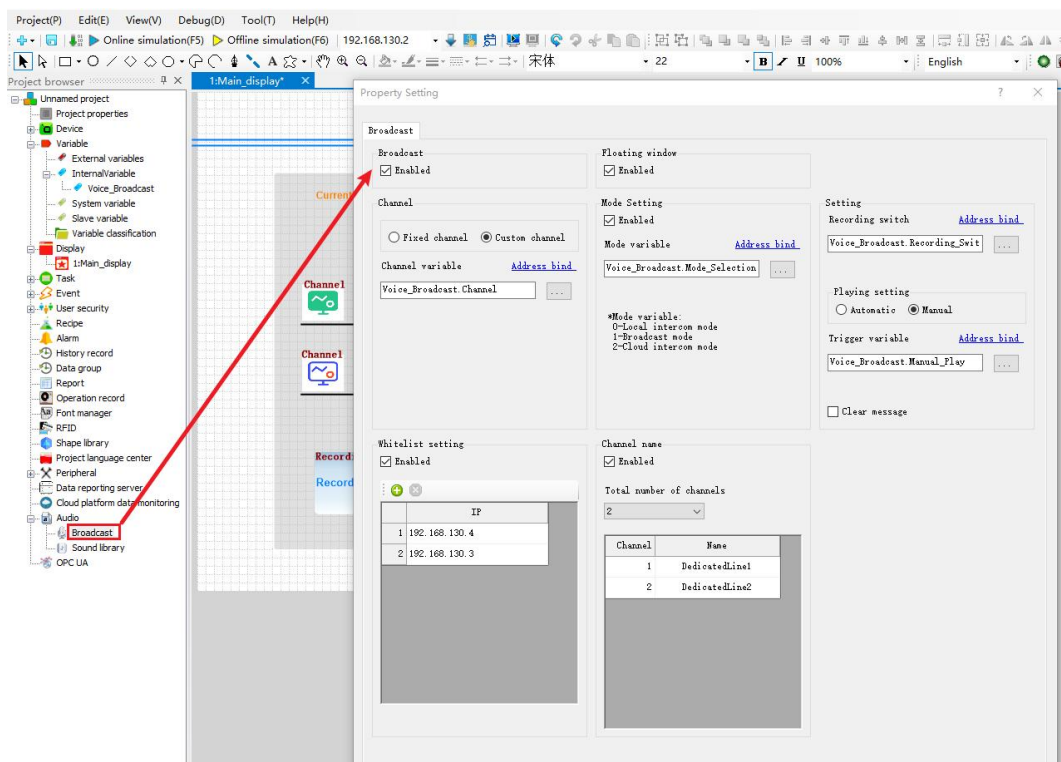 Project(P) Edit(E) View(V) Debug(D) Tool(T) Help(H)
Online simulation(F5) Offline simulation(F6) 192.168.130.2
A 宋体 22 B U 100% English
Project browser
1:Main_display*
Unnamed project
Project properties
Device
Variable
External variables
InternalVariable
Voice_Broadcast
System variable
Slave variable
Variable classification
Display
1:Main_display
Task
Event
User security
Recipe
Alarm
History record
Data group
Report
Operation record
Font manager
RFID
Shape library
Project language center
Peripheral
Data reporting server
Cloud platform data monitoring
Audio
Broadcast
Sound library
OPC UA
Current
Channel
Channel
Record
Record
Property Setting
Broadcast
Broadcast
Enabled
Channel
Fixed channel Custom channel
Channel variable Address bind
Voice_Broadcast.Channel ...
Floating window
Enabled
Mode Setting
Enabled
Mode variable Address bind
Voice_Broadcast.Mode_Selection ...
*Mode variable:
0-Local intercom mode
1-Broadcast mode
2-Cloud intercom mode
Setting
Recording switch Address bind
Voice_Broadcast.Recording_Swit ...
Playing setting
Automatic Manual
Trigger variable Address bind
Voice_Broadcast.Manual_Play ...
Clear message
Whitelist setting
Enabled
IP
1 192.168.130.4
2 192.168.130.3
Channel name
Enabled
Total number of channels
2
Channel Name
1 DedicatedLine1
2 DedicatedLine2